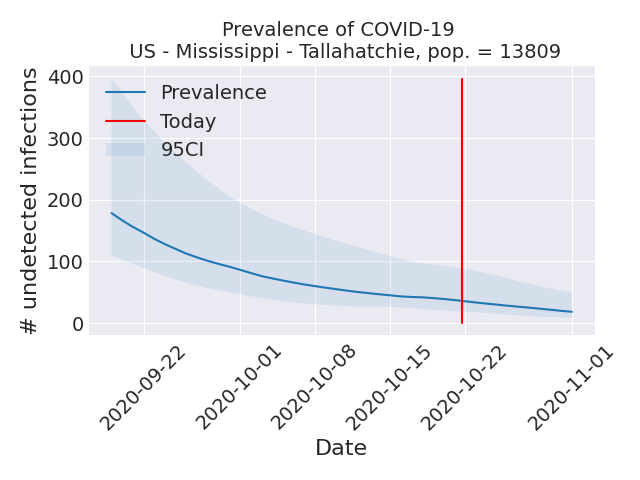 Prevalence of COVID-19
US - Mississippi - Tallahatchie, pop. = 13809
# undetected infections
400
300
200
100
0
Prevalence
Today
95CI
2020-09-22
2020-10-01
2020-10-08
2020-10-15
2020-10-22
2020-11-01
Date